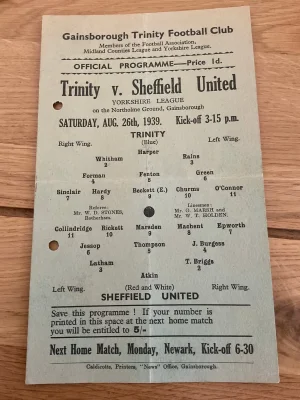 Gainsborough Trinity Football Club
Members of the Football Association,
Midland Counties League and Yorkshire League.
OFFICIAL PROGRAMME—Price 1d.
Trinity v. Sheffield United
YORKSHIRE LEAGUE
on the Northolme Ground, Gainsborough
SATURDAY, AUG. 26th, 1939. Kick-off 3-15 p.m.
TRINITY
Right Wing. (Blue) Left Wing.
Harper
Whitham Rains
2 3
Forman Fenton Green
4 5 6
Sinclair Hardy Beckett (E.) Churms O'Connor
7 8 9 10 11
Referee: Linesmen:
Mr. W. D. STONES, Mr. G. MARSH and
Rotherham. Mr. W. T. HOLDEN.
Collindridge Rickett Marsden Machent Epworth
11 10 9 8 7
Jessop Thompson J. Burgess
6 5 4
Latham T. Briggs
3 2
Atkin
Left Wing. (Red and White) Right Wing.
SHEFFIELD UNITED
Save this programme ! If your number is
printed in this space at the next home match
you will be entitled to 5/-
Next Home Match, Monday, Newark, Kick-off 6-30
Caldicotts, Printers, "News" Office, Gainsborough.